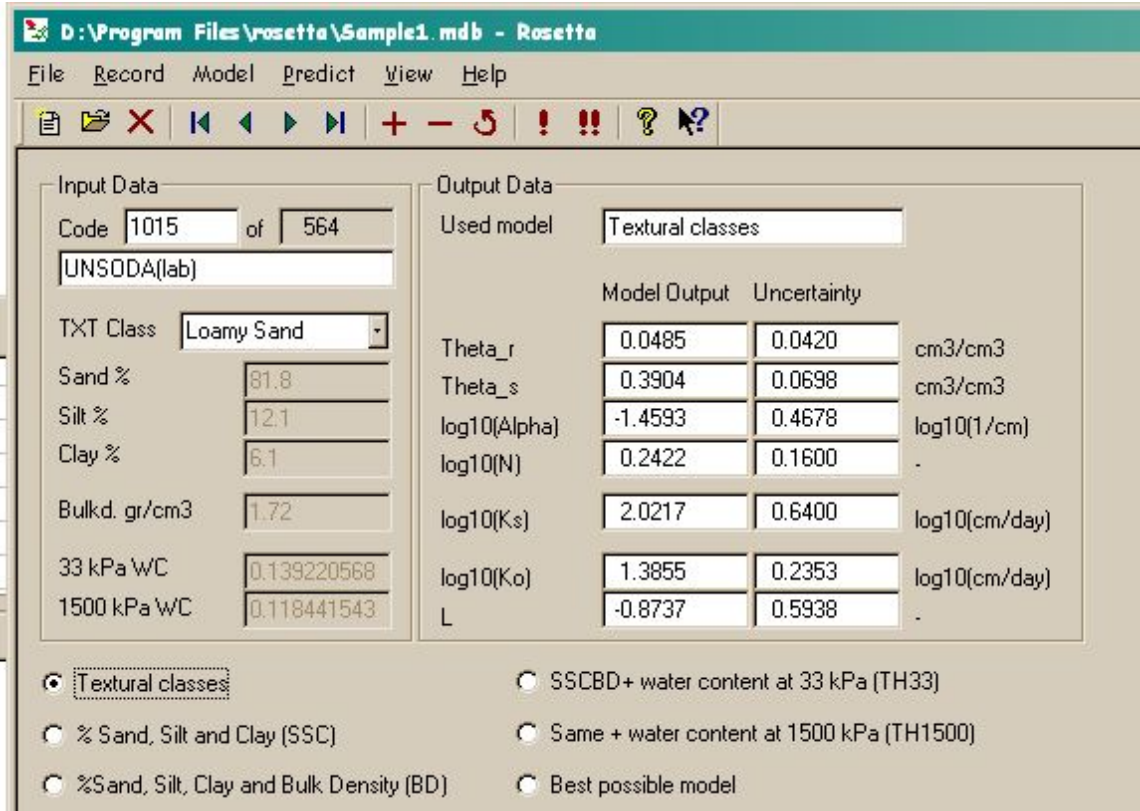 D:\Program Files\rosetta\Sample1.mdb - Rosetta
File Record Model Predict View Help
Input Data
Code 1015 of 564
UNSODA(lab)
TXT Class Loamy Sand
Sand % 81.8
Silt % 12.1
Clay % 6.1
Bulkd. gr/cm3 1.72
33 kPa WC 0.139220568
1500 kPa WC 0.118441543
Output Data
Used model Textural classes
Model Output Uncertainty
Theta_r 0.0485 0.0420 cm3/cm3
Theta_s 0.3904 0.0698 cm3/cm3
log10(Alpha) -1.4593 0.4678 log10(1/cm)
log10(N) 0.2422 0.1600 -
log10(Ks) 2.0217 0.6400 log10(cm/day)
log10(Ko) 1.3855 0.2353 log10(cm/day)
L -0.8737 0.5938 -
Textural classes
% Sand, Silt and Clay (SSC)
%Sand, Silt, Clay and Bulk Density (BD)
SSCBD+ water content at 33 kPa (TH33)
Same + water content at 1500 kPa (TH1500)
Best possible model